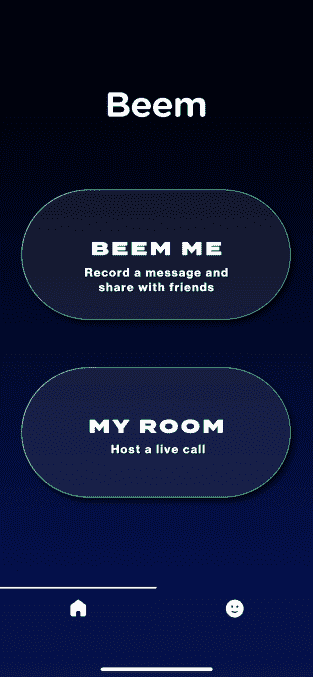 Beem
BEEM ME
Record a message and
share with friends
MY ROOM
Host a live call